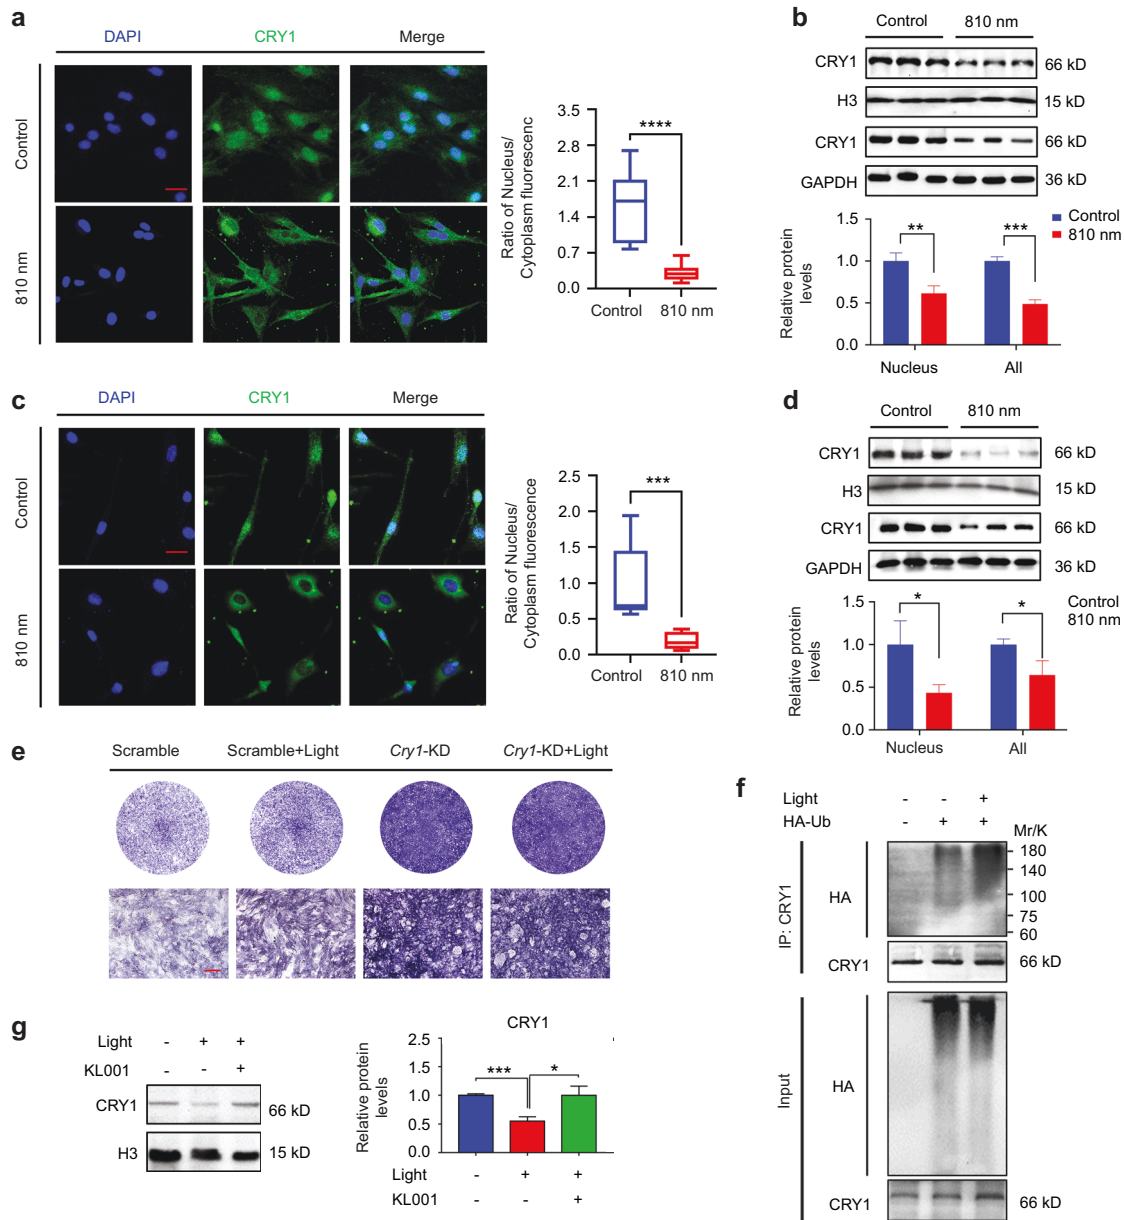 a
DAPI
CRY1
Merge
Control
810 nm
Ratio of Nucleus/
Cytoplasm fluorescenc
3.5
2.8
2.1
1.4
0.7
0.0
****
Control
810 nm
b
Control
810 nm
CRY1
66 kD
H3
15 kD
CRY1
66 kD
GAPDH
36 kD
Relative protein
levels
1.5
1.0
0.5
0.0
**
***
Control
810 nm
Nucleus
All
c
DAPI
CRY1
Merge
Control
810 nm
Ratio of Nucleus/
Cytoplasm fluorescence
2.5
2.0
1.5
1.0
0.5
0.0
***
Control
810 nm
d
Control
810 nm
CRY1
66 kD
H3
15 kD
CRY1
66 kD
GAPDH
36 kD
Relative protein
levels
1.5
1.0
0.5
0.0
*
*
Control
810 nm
Nucleus
All
e
Scramble
Scramble+Light
Cry1-KD
Cry1-KD+Light
f
Light - - +
HA-Ub - + +
Mr/K
180
140
100
75
60
IP: CRY1
HA
CRY1
66 kD
Input
HA
CRY1
66 kD
g
Light - + +
KL001 - - +
CRY1
66 kD
H3
15 kD
CRY1
Relative protein
levels
2.5
1.5
1.0
0.5
0.0
***
*
Light - + +
KL001 - - +